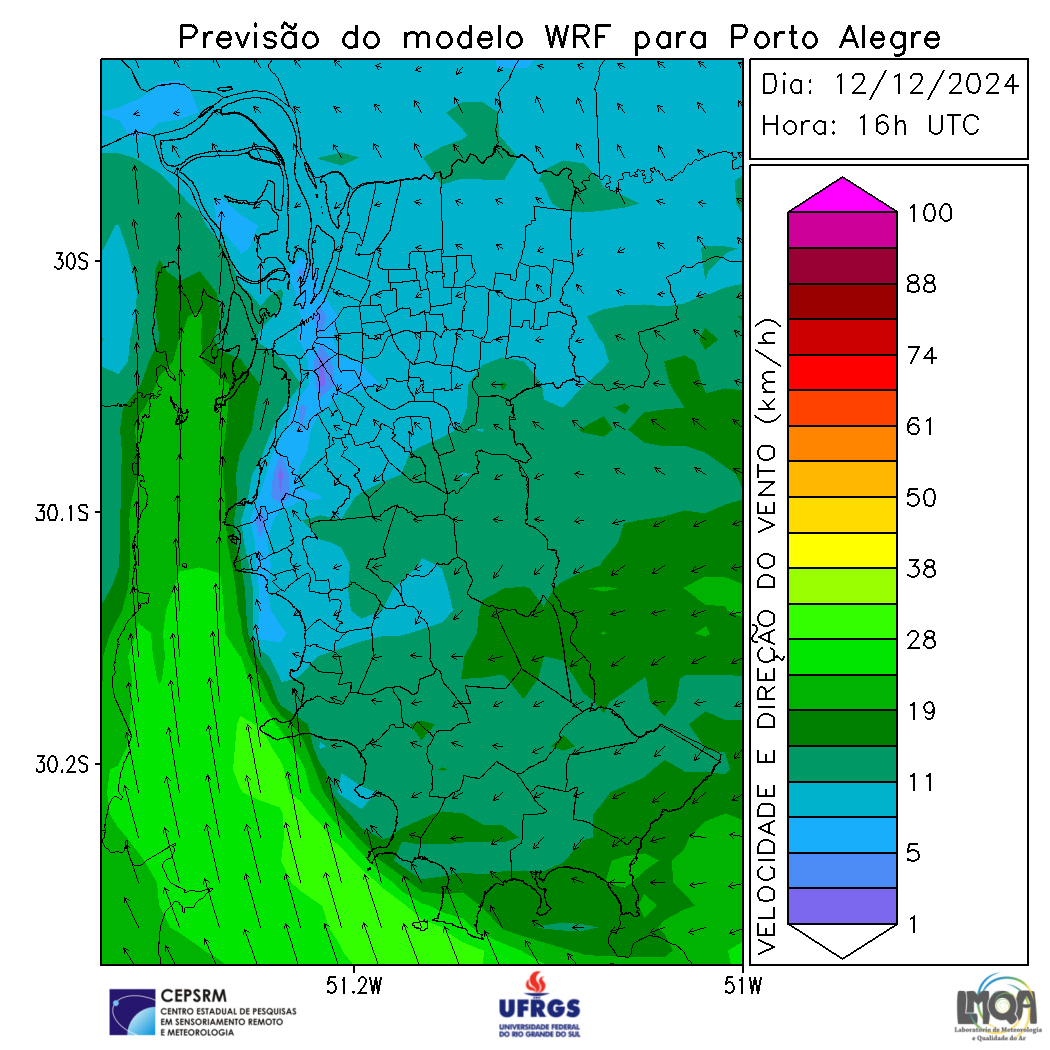 Previsão do modelo WRF para Porto Alegre
Dia: 12/12/2024
Hora: 16h UTC
30S
30.1S
30.2S
51.2W
51W
VELOCIDADE E DIREÇÃO DO VENTO (km/h)
100
88
74
61
50
38
28
19
11
5
1
CEPSRM
CENTRO ESTADUAL DE PESQUISAS
EM SENSORIAMENTO REMOTO
E METEOROLOGIA
UFRGS
UNIVERSIDADE FEDERAL
DO RIO GRANDE DO SUL
LMQA
Laboratório de Meteorologia
e Qualidade do Ar